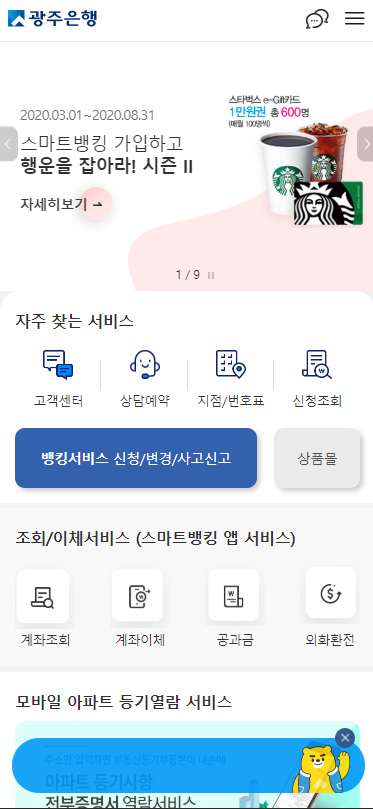 광주은행
2020.03.01~2020.08.31
스마트뱅킹 가입하고
행운을 잡아라! 시즌 II
자세히보기 →
스타벅스 e-Gift카드
1만원권 총 600명
(매월 100명씩)
1 / 9
자주 찾는 서비스
고객센터 상담예약 지점/번호표 신청조회
뱅킹서비스 신청/변경/사고신고 상품몰
조회/이체서비스 (스마트뱅킹 앱 서비스)
계좌조회 계좌이체 공과금 외화환전
모바일 아파트 등기열람 서비스
주소만 입력하면 부동산등기부등본이 내손에
아파트 등기사항
전부증명서 열람서비스